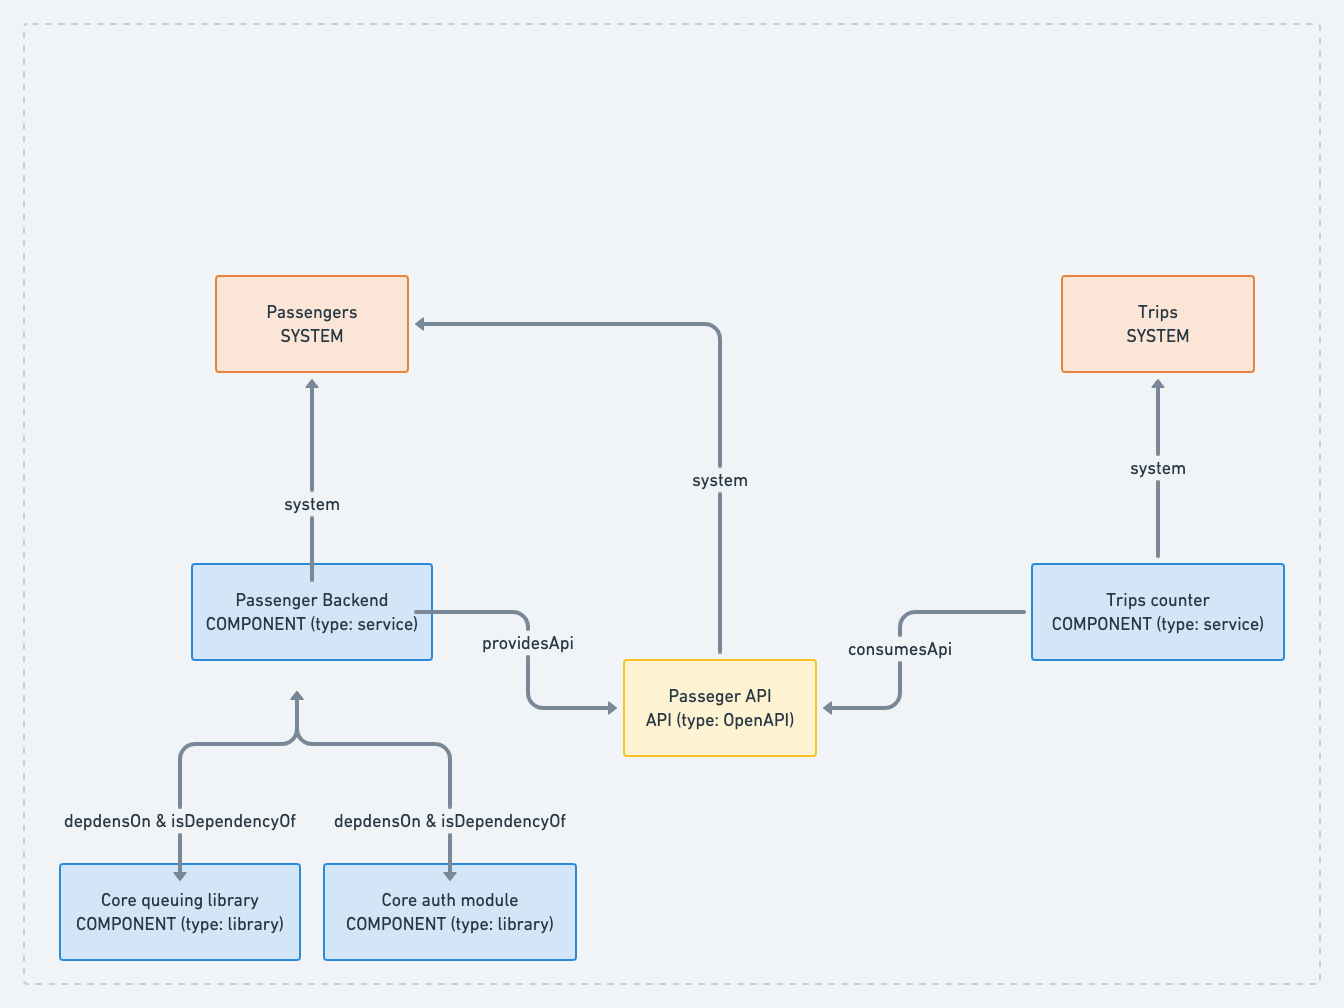 Passengers
SYSTEM
Trips
SYSTEM
system
system
system
Passenger Backend
COMPONENT (type: service)
Trips counter
COMPONENT (type: service)
providesApi
consumesApi
Passeger API
API (type: OpenAPI)
depdensOn & isDependencyOf
depdensOn & isDependencyOf
Core queuing library
COMPONENT (type: library)
Core auth module
COMPONENT (type: library)